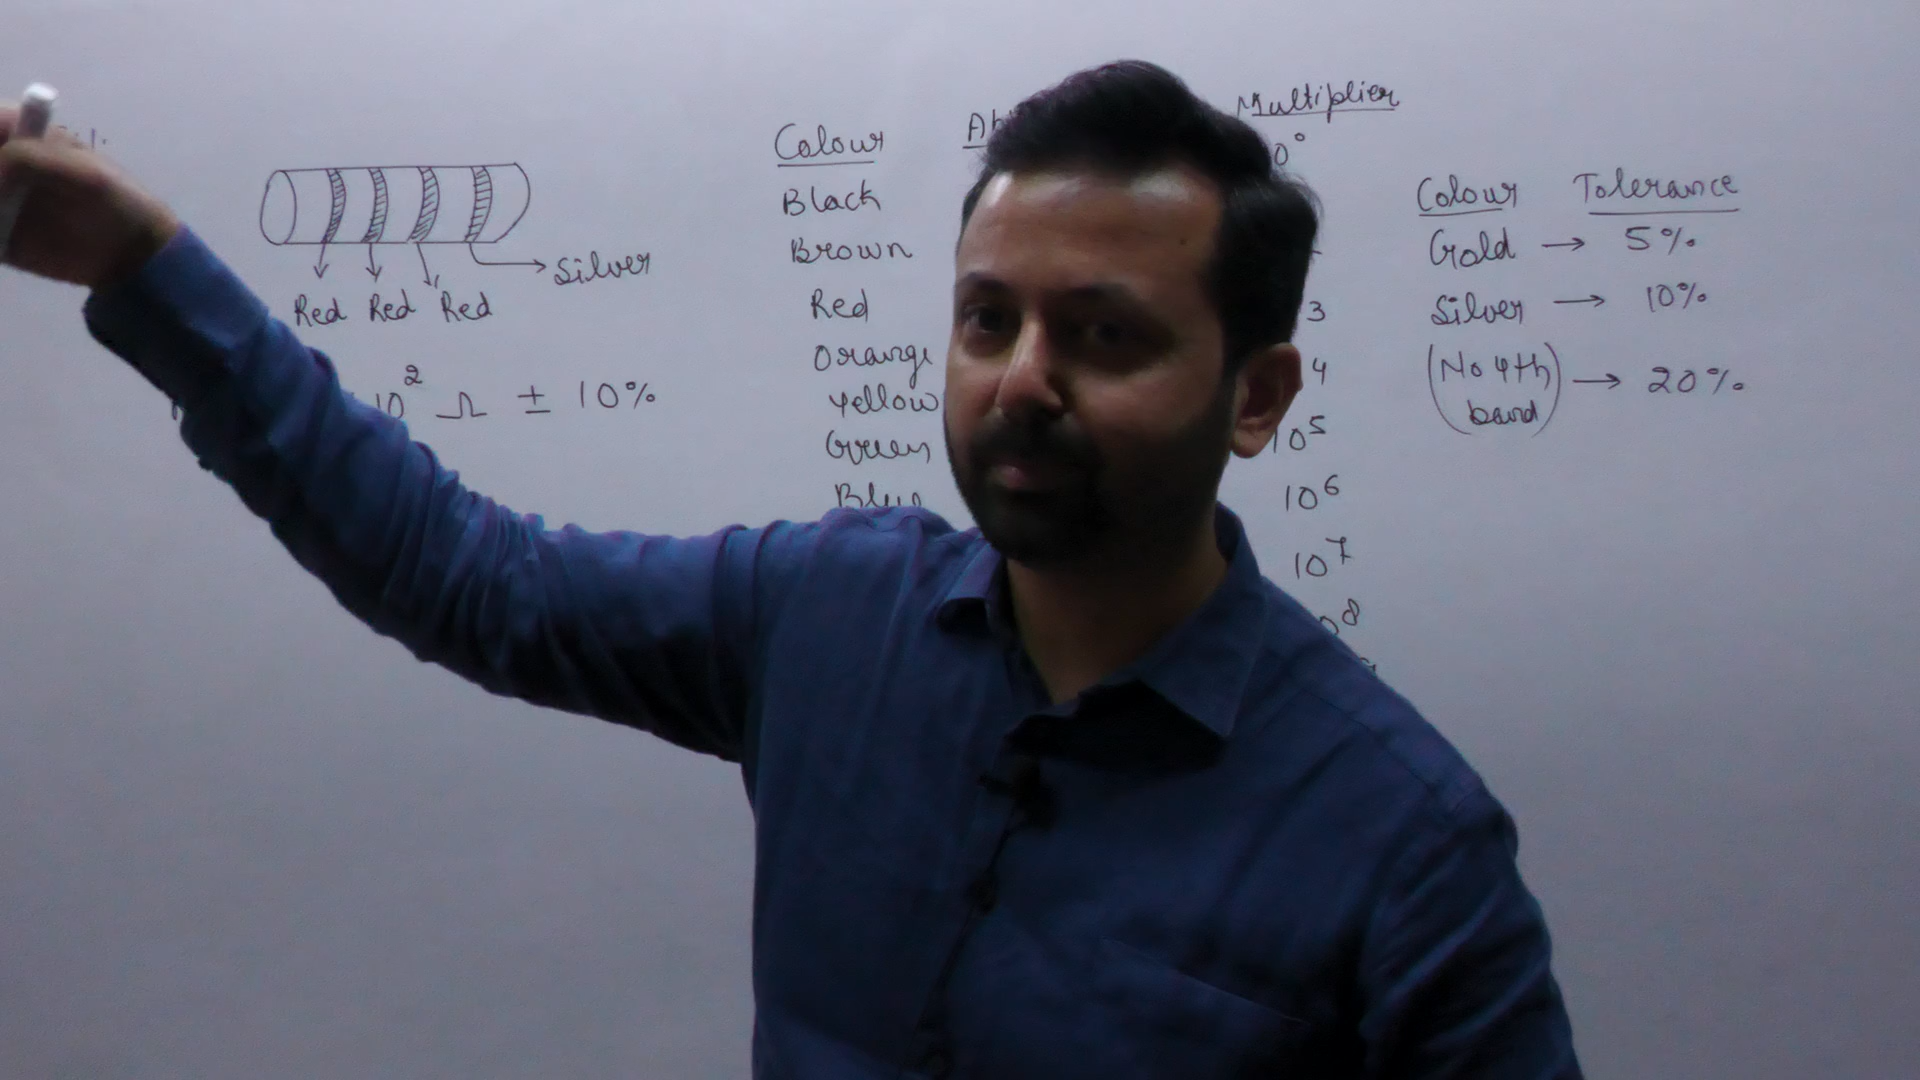 Silver
Red Red Red
10² Ω ± 10%
Colour
Black
Brown
Red
Orange
Yellow
Green
Blue
Multiplier
3
4
10⁵
10⁶
10⁷
Colour Tolerance
Gold → 5%
Silver → 10%
(No 4th band) → 20%